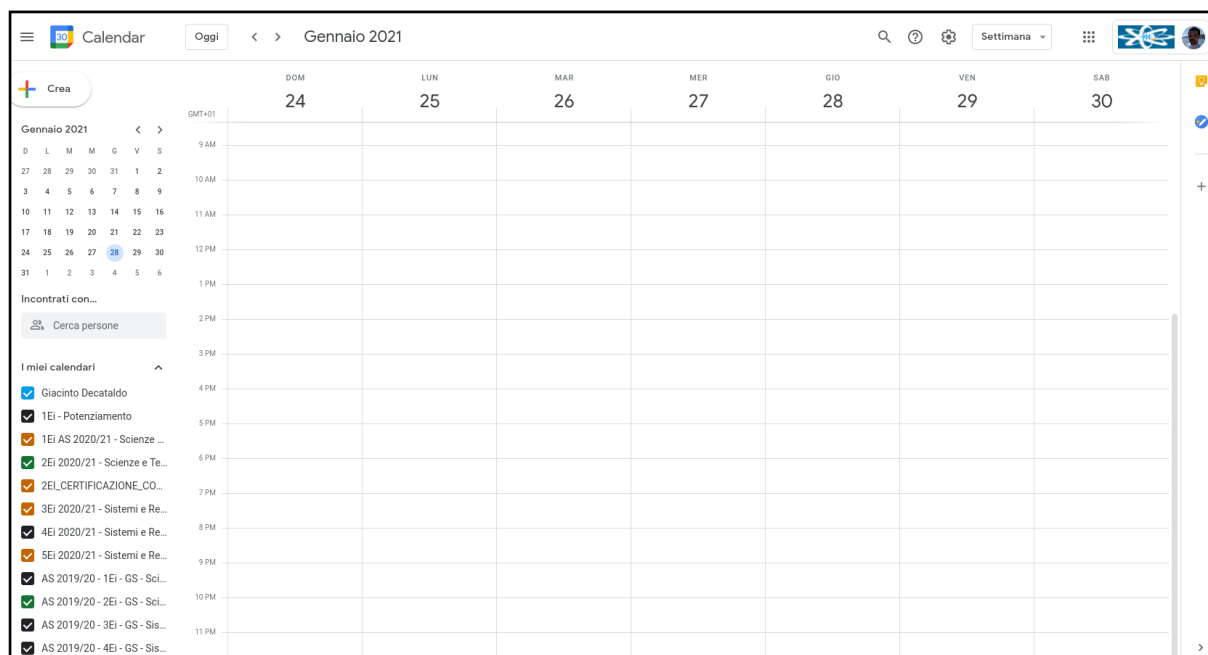 30 Calendar Oggi Gennaio 2021 Settimana
Crea
Gennaio 2021
D L M M G V S
27 28 29 30 31 1 2
3 4 5 6 7 8 9
10 11 12 13 14 15 16
17 18 19 20 21 22 23
24 25 26 27 28 29 30
31 1 2 3 4 5 6
Incontrati con...
Cerca persone
I miei calendari
Giacinto Decataldo
1Ei - Potenziamento
1Ei AS 2020/21 - Scienze ...
2Ei 2020/21 - Scienze e Te...
2EI_CERTIFICAZIONE_CO...
3Ei 2020/21 - Sistemi e Re...
4Ei 2020/21 - Sistemi e Re...
5Ei 2020/21 - Sistemi e Re...
AS 2019/20 - 1Ei - GS - Sci...
AS 2019/20 - 2Ei - GS - Sci...
AS 2019/20 - 3Ei - GS - Sis...
AS 2019/20 - 4Ei - GS - Sis...
DOM LUN MAR MER GIO VEN SAB
24 25 26 27 28 29 30
GMT+01
9 AM
10 AM
11 AM
12 PM
1 PM
2 PM
3 PM
4 PM
5 PM
6 PM
7 PM
8 PM
9 PM
10 PM
11 PM